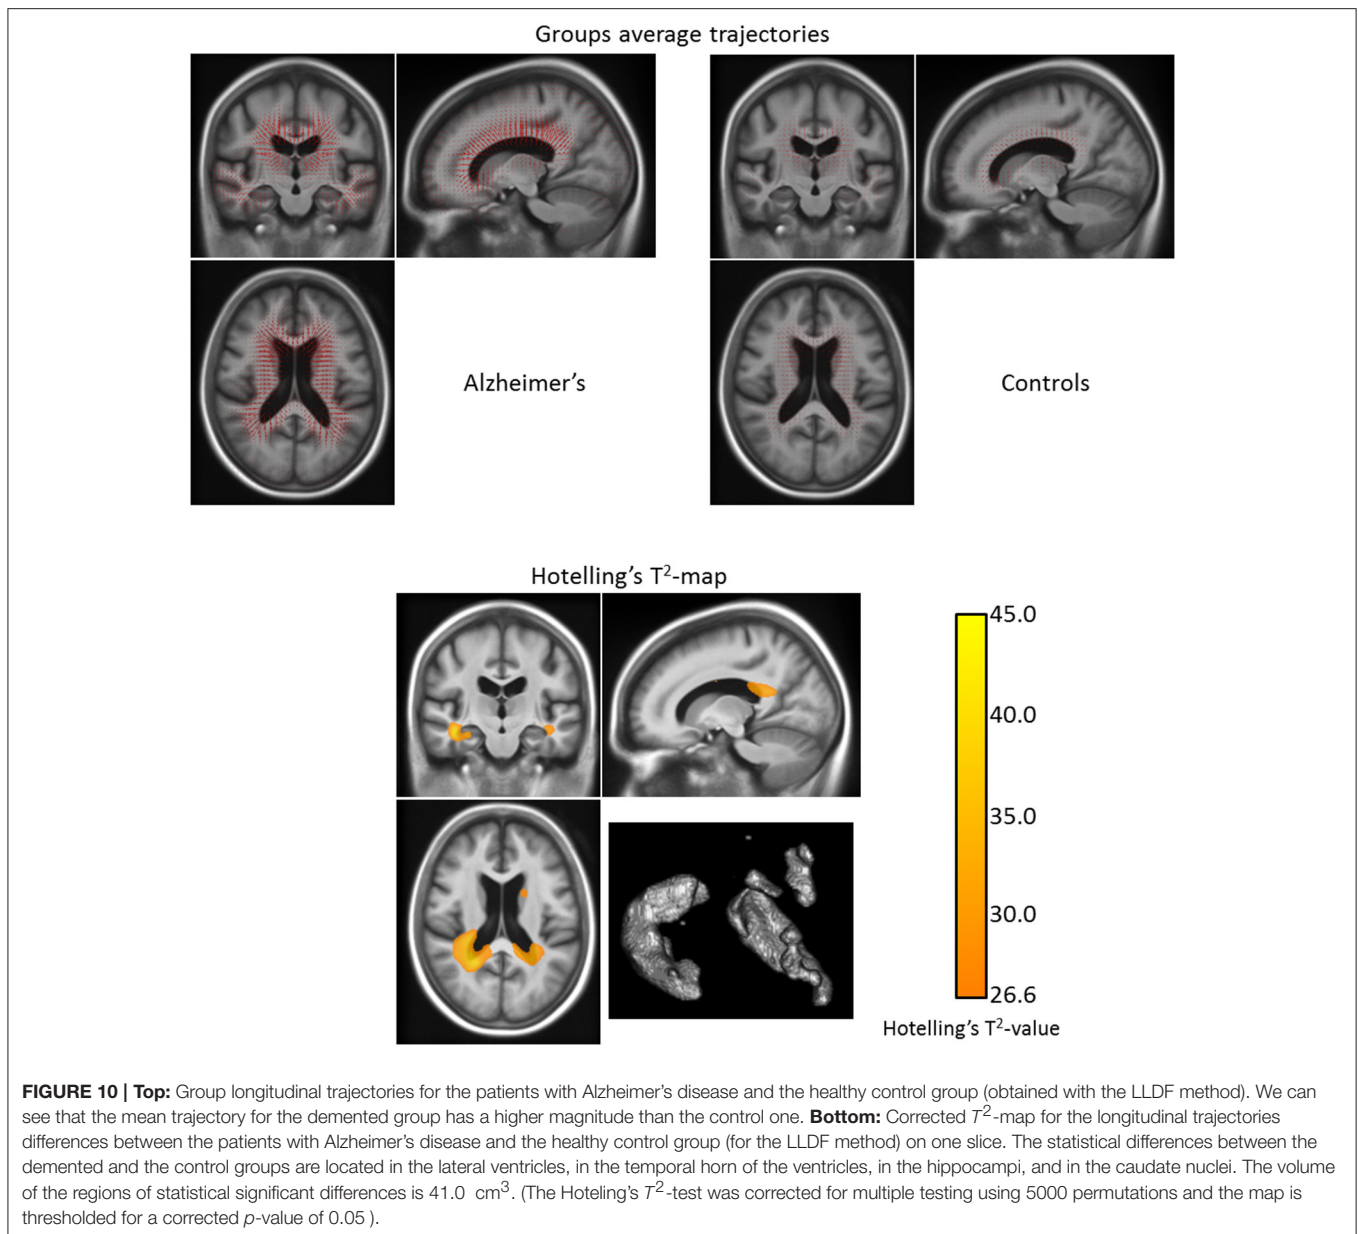 Groups average trajectories
Alzheimer's
Controls
Hotelling's T²-map
45.0
40.0
35.0
30.0
26.6
Hotelling's T²-value
FIGURE 10 | Top: Group longitudinal trajectories for the patients with Alzheimer's disease and the healthy control group (obtained with the LLDF method). We can
see that the mean trajectory for the demented group has a higher magnitude than the control one. Bottom: Corrected T²-map for the longitudinal trajectories
differences between the patients with Alzheimer's disease and the healthy control group (for the LLDF method) on one slice. The statistical differences between the
demented and the control groups are located in the lateral ventricles, in the temporal horn of the ventricles, in the hippocampi, and in the caudate nuclei. The volume
of the regions of statistical significant differences is 41.0 cm³. (The Hoteling's T²-test was corrected for multiple testing using 5000 permutations and the map is
thresholded for a corrected p-value of 0.05 ).